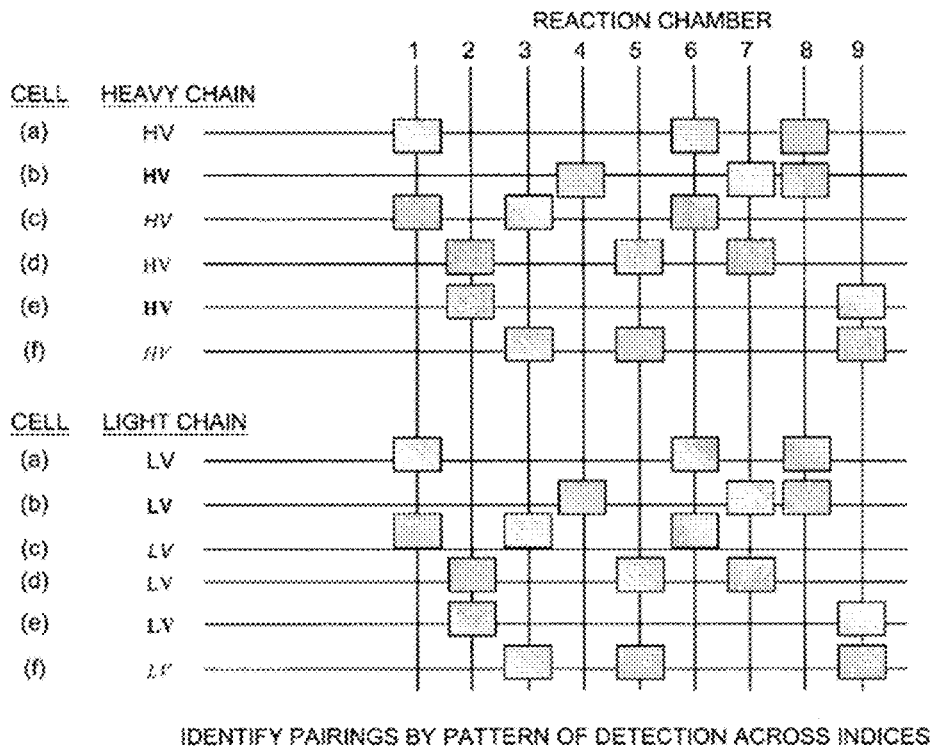 REACTION CHAMBER
1 2 3 4 5 6 7 8 9
CELL HEAVY CHAIN
(a) HV
(b) HV
(c) HV
(d) HV
(e) HV
(f) HV
CELL LIGHT CHAIN
(a) LV
(b) LV
(c) LV
(d) LV
(e) LV
(f) LV
IDENTIFY PAIRINGS BY PATTERN OF DETECTION ACROSS INDICES